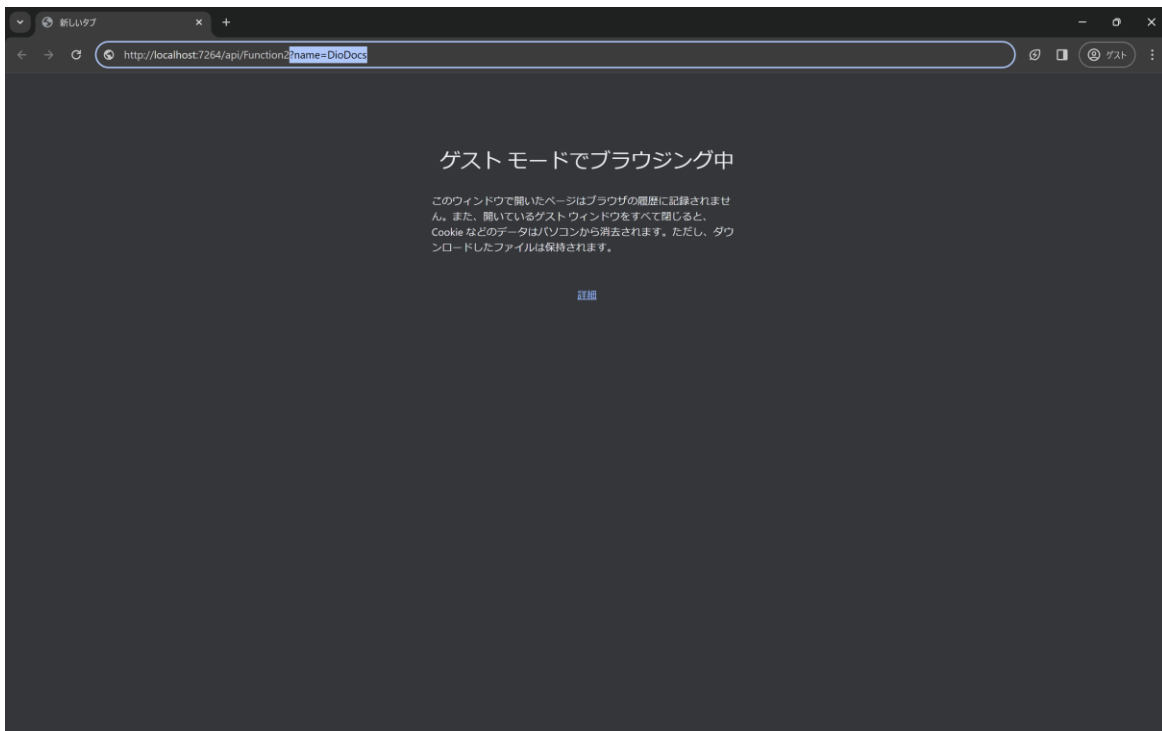 新しいタブ
http://localhost:7264/api/Function2?name=DioDocs
ゲスト
ゲスト モードでブラウジング中
このウィンドウで開いたページはブラウザの履歴に記録されませ
ん。また、開いているゲスト ウィンドウをすべて閉じると、
Cookie などのデータはパソコンから消去されます。ただし、ダウ
ンロードしたファイルは保持されます。
詳細